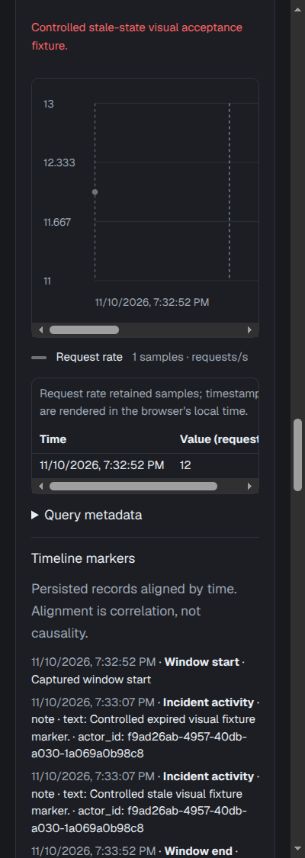 Controlled stale-state visual acceptance
fixture.
13
12.333
11.667
11
11/10/2026, 7:32:52 PM
Request rate 1 samples · requests/s
Request rate retained samples; timestamp
are rendered in the browser's local time.
Time Value (request
11/10/2026, 7:32:52 PM 12
Query metadata
Timeline markers
Persisted records aligned by time.
Alignment is correlation, not
causality.
11/10/2026, 7:32:52 PM · Window start ·
Captured window start
11/10/2026, 7:33:07 PM · Incident activity ·
note · text: Controlled expired visual fixture
marker. · actor_id: f9ad26ab-4957-40db-
a030-1a069a0b98c8
11/10/2026, 7:33:07 PM · Incident activity ·
note · text: Controlled stale visual fixture
marker. · actor_id: f9ad26ab-4957-40db-
a030-1a069a0b98c8
11/10/2026, 7:33:52 PM · Window end ·